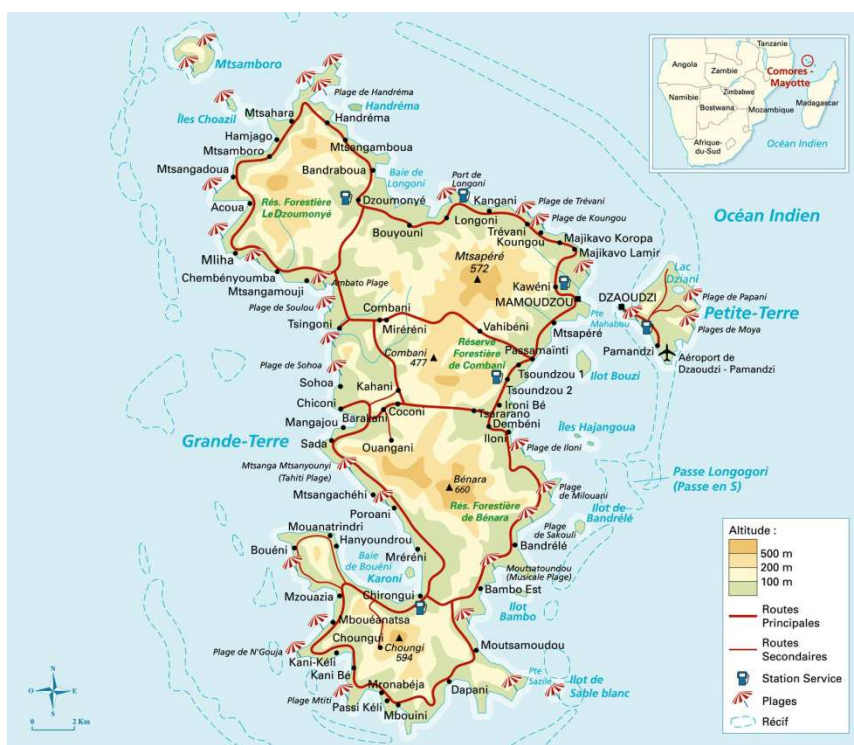 Mtsamboro
Plage de Handréma
Handréma
Îles Choazil
Mtsahara
Handréma
Hamjago
Mtsamboro
Mtsangamboua
Mtsangadoua
Bandraboua
Baie de
Longoni
Port de
Longoni
Rés. Forestière
Le Dzoumonyé
Dzoumonyé
Kangani
Plage de Trévani
Acoua
Longoni
Plage de Koungou
Bouyouni
Trévani
Koungou
Majikavo Koropa
Majikavo Lamir
Mliha
Mtsapéré
572
Chembényoumba
Ambato Plage
Mtsangamouji
Kawéni
MAMOUDZOU
DZAOUDZI
Lac
Dziani
Plage de Papani
Petite-Terre
Plages de Moya
Plage de Soulou
Combani
Tsingoni
Miréréni
Vahibéni
Mtsapéré
Pte
Mahabou
Pamandzi
Aéroport de
Dzaoudzi - Pamandzi
Combani
477
Réserve
Forestière
de Combani
Passamaïnti
Plage de Sohoa
Tsoundzou 1
Ilot Bouzi
Sohoa
Kahani
Tsoundzou 2
Chiconi
Coconi
Ironi Bé
Barakani
Tsararano
Mangajou
Dembéni
Îles Hajangoua
Grande-Terre
Sada
Ouangani
Iloni
Plage de Iloni
Mtsanga Mtsanyounyi
(Tahiti Plage)
Bénara
660
Passe Longogori
(Passe en S)
Mtsangachéhi
Plage
de Milouani
Poroani
Rés. Forestière
de Bénara
Ilot de
Bandrélé
Mouanatrindri
Hanyoundrou
Plage
de Sakouli
Bouéni
Baie
de Bouéni
Mréréni
Bandrélé
Karoni
Moutsatoundou
(Musicale Plage)
Mzouazia
Chirongui
Bambo Est
Ilot
Bambo
Mbouéanatsa
Choungui
Choungi
594
Moutsamoudou
Plage de N'Gouja
Kani-Kéli
Kani Bé
Pte
Sazilé
Ilot de
Sable blanc
Mronabéja
Dapani
Plage Mtiti
Passi Kéli
Mbouini
Océan Indien
Tanzanie
Angola
Zambie
Comores -
Mayotte
Namibie
Zimbabwe
Bostwana
Mozambique
Madagascar
Afrique-
du-Sud
Océan Indien
Altitude :
500 m
200 m
100 m
Routes
Principales
Routes
Secondaires
Station Service
Plages
Récif
N
O
E
S
0
2 Km